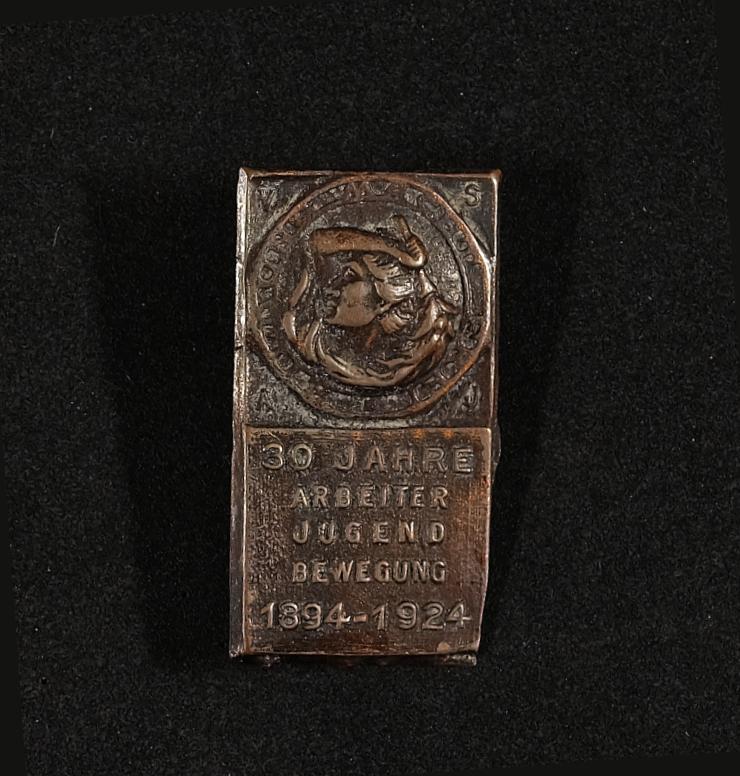 V S
A J
30 JAHRE
ARBEITER
JUGEND
BEWEGUNG
1894-1924